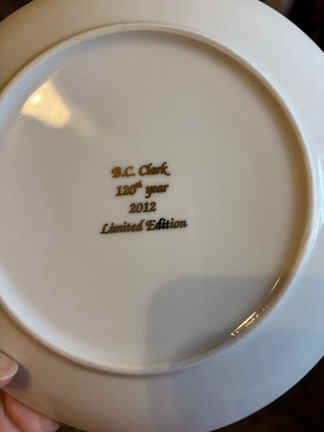 B.C. Clark
120th year
2012
Limited Edition